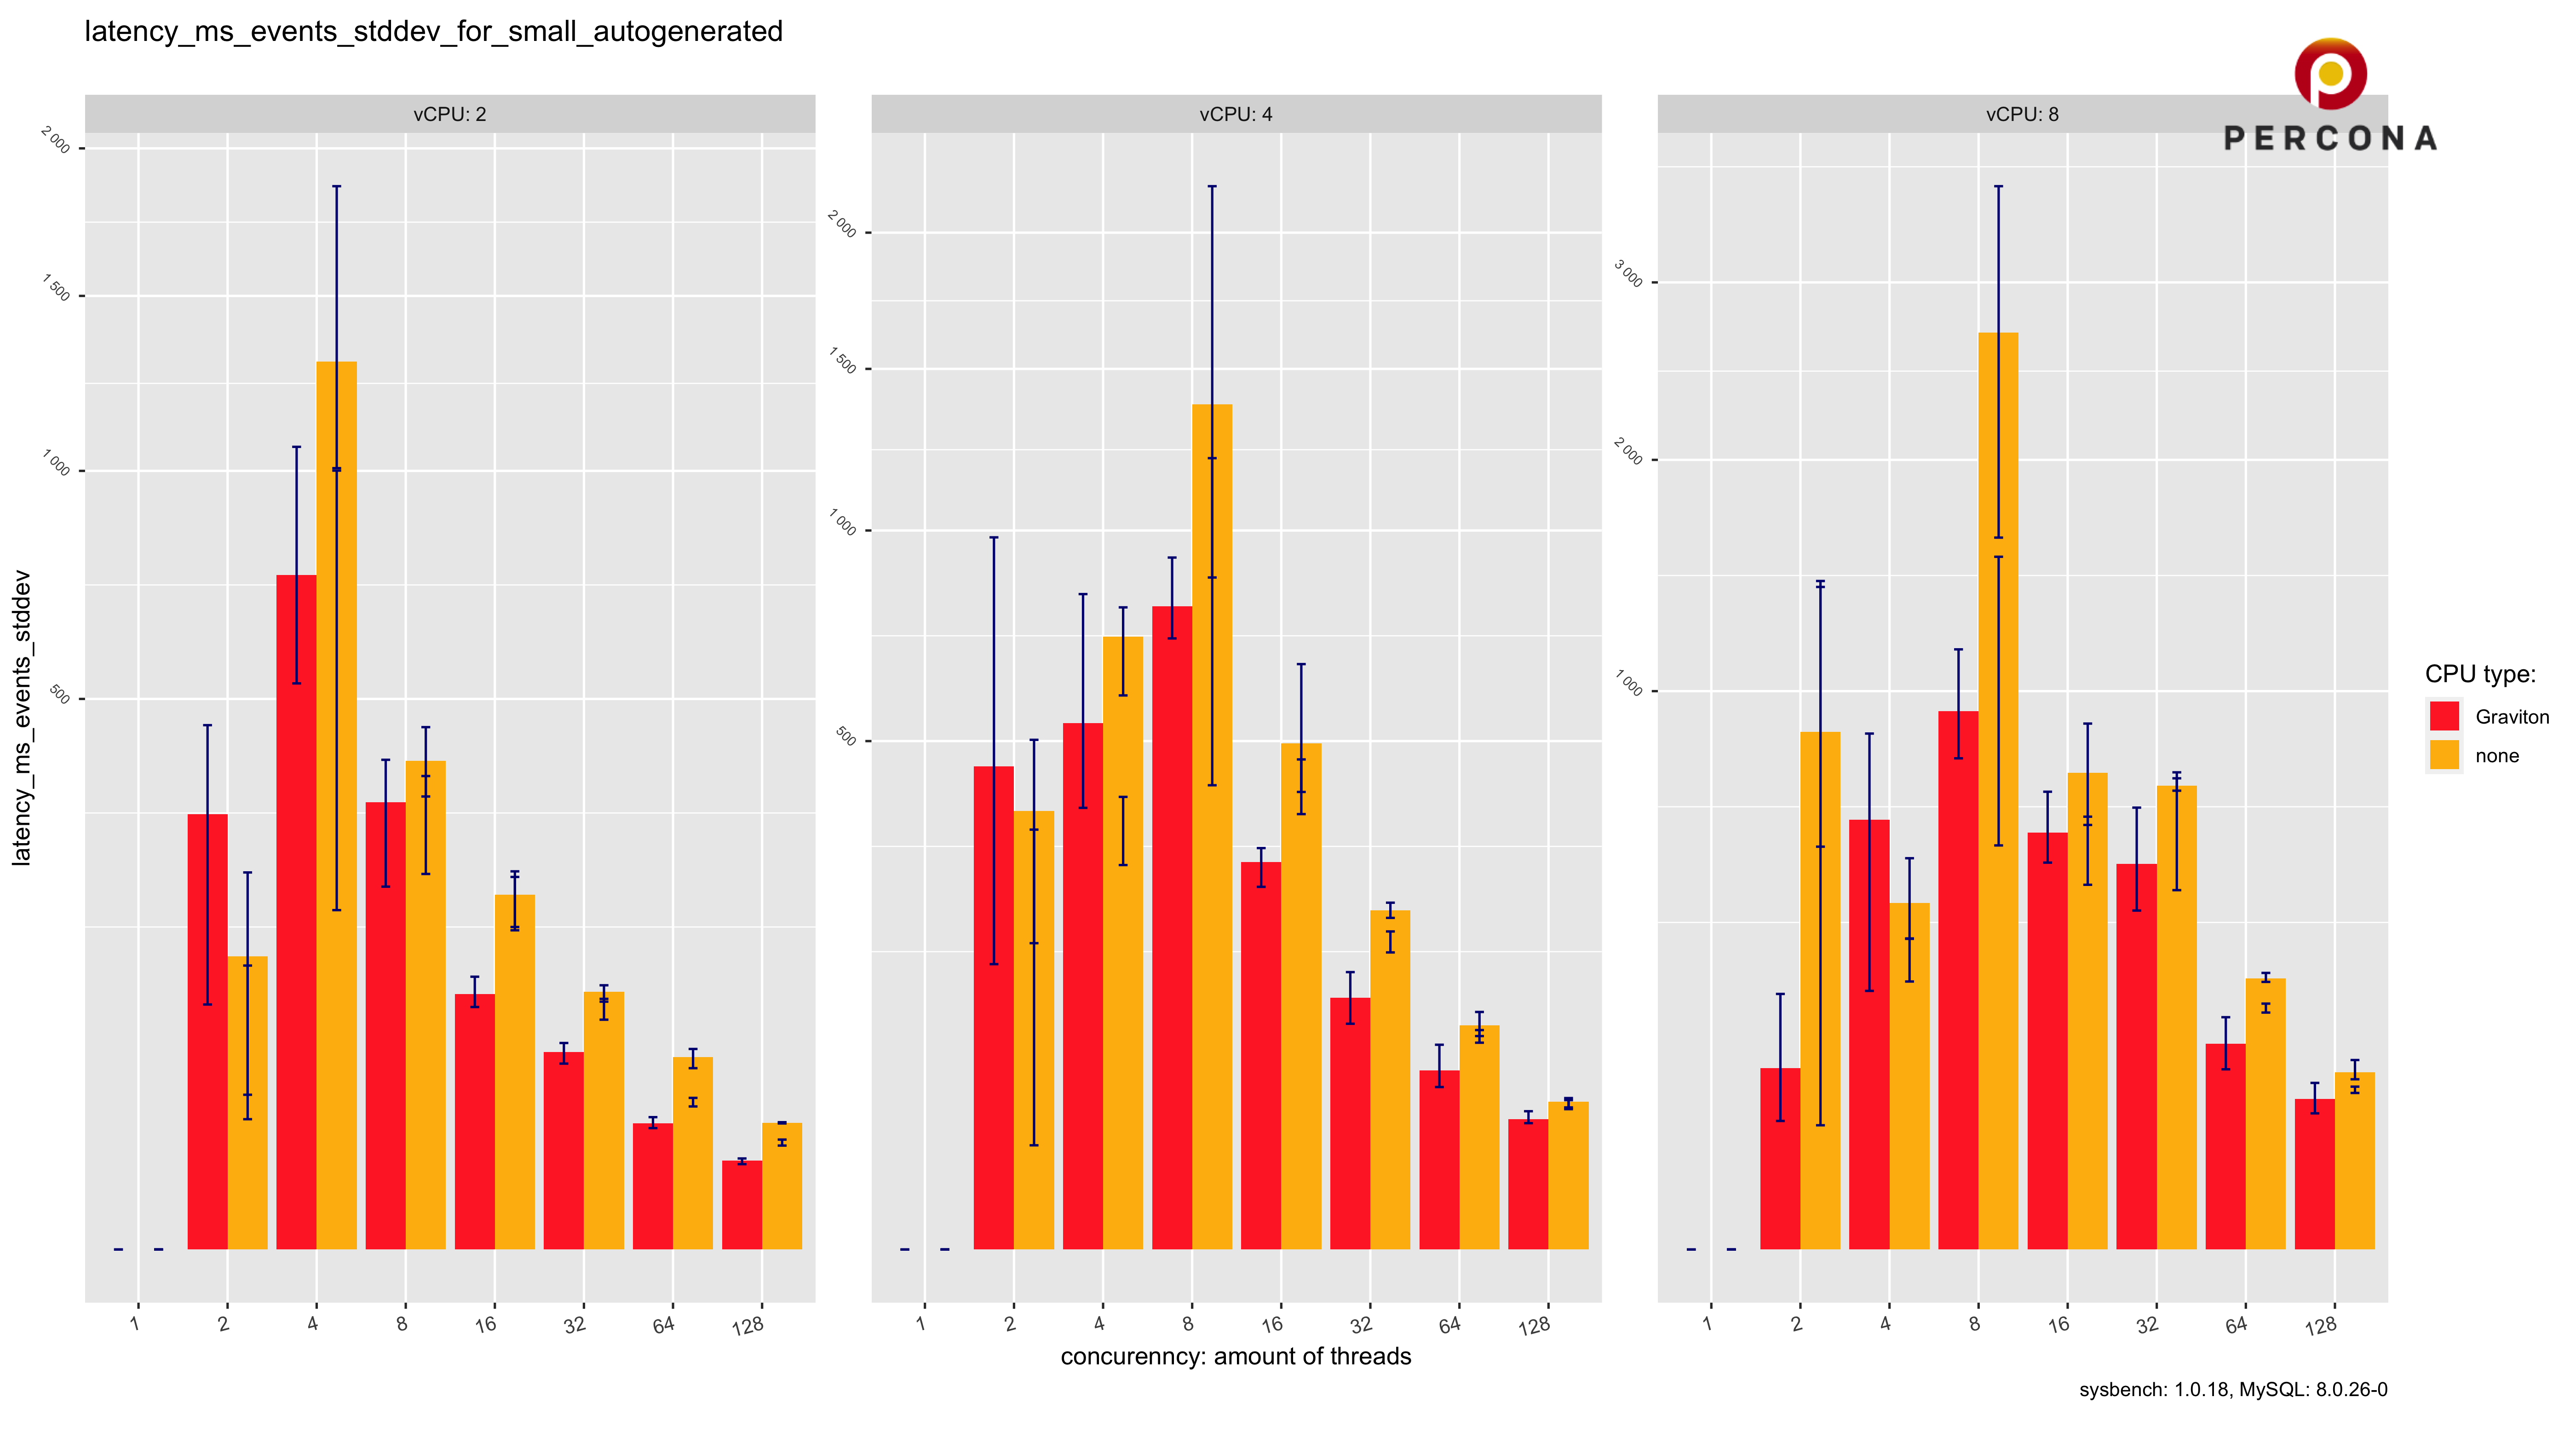 latency_ms_events_stddev_for_small_autogenerated
PERCONA
vCPU: 2
vCPU: 4
vCPU: 8
latency_ms_events_stddev
2 000
1 500
1 000
500
2 000
1 500
1 000
500
3 000
2 000
1 000
1 2 4 8 16 32 64 128
1 2 4 8 16 32 64 128
1 2 4 8 16 32 64 128
concurenncy: amount of threads
CPU type:
Graviton
none
sysbench: 1.0.18, MySQL: 8.0.26-0